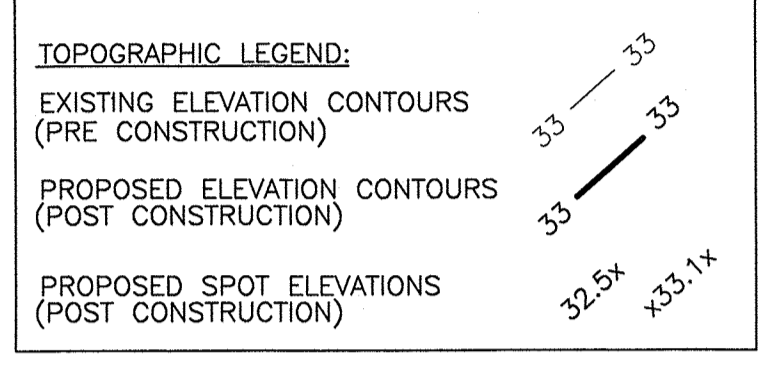 TOPOGRAPHIC LEGEND:
EXISTING ELEVATION CONTOURS
(PRE CONSTRUCTION)
33 33
PROPOSED ELEVATION CONTOURS
(POST CONSTRUCTION)
33 33
PROPOSED SPOT ELEVATIONS
(POST CONSTRUCTION)
32.5x x33.1x